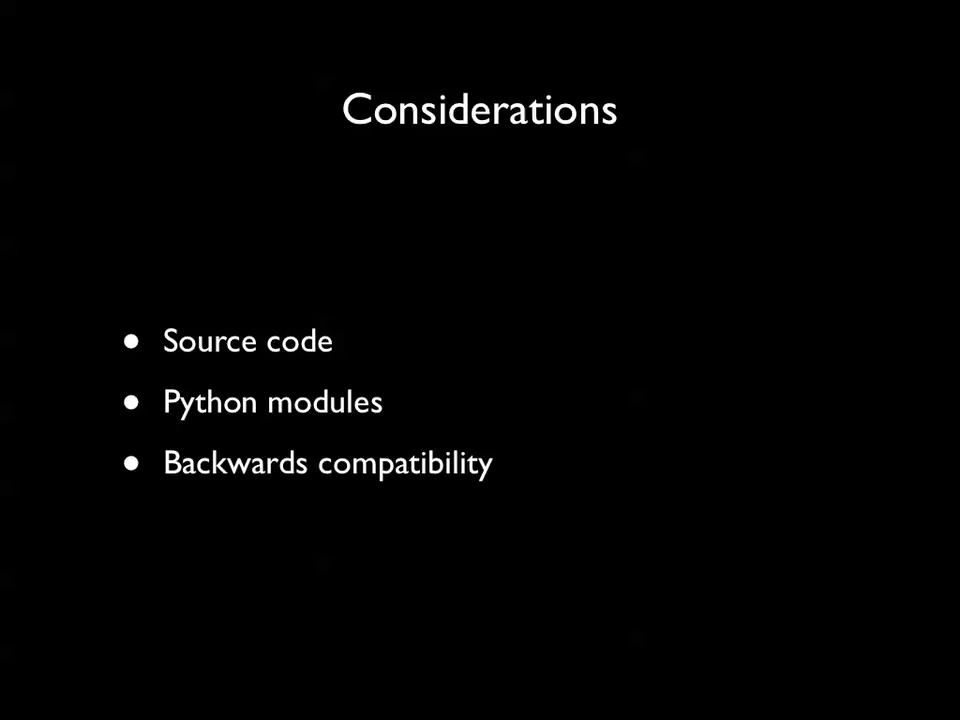 Considerations
• Source code
• Python modules
• Backwards compatibility